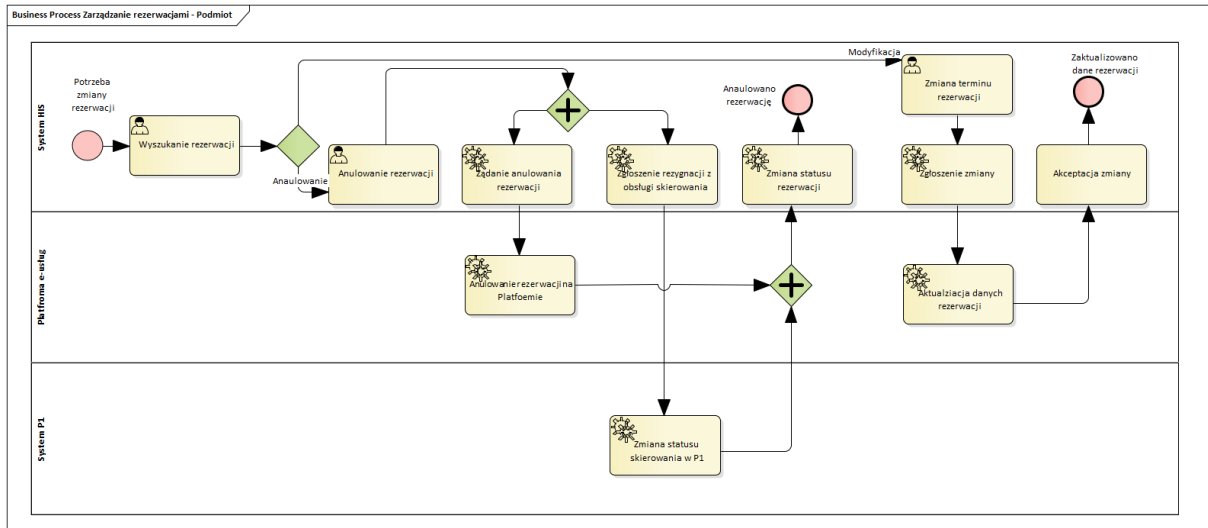 Business Process Zarządzanie rezerwacjami - Podmiot
System HIS
Potrzeba
zmiany
rezerwacji
Wyszukanie rezerwacji
Modyfikacja
Anaulowanie
Anulowanie rezerwacji
Żądanie anulowania
rezerwacji
Zgłoszenie rezygnacji z
obsługi skierowania
Anaulowano
rezerwację
Zmiana statusu
rezerwacji
Zmiana terminu
rezerwacji
Zgłoszenie zmiany
Zaktualizowano
dane rezerwacji
Akceptacja zmiany
Platfroma e-usług
Anulowanie rezerwacji na
Platfoemie
Aktualziacja danych
rezerwacji
System P1
Zmiana statusu
skierowania w P1